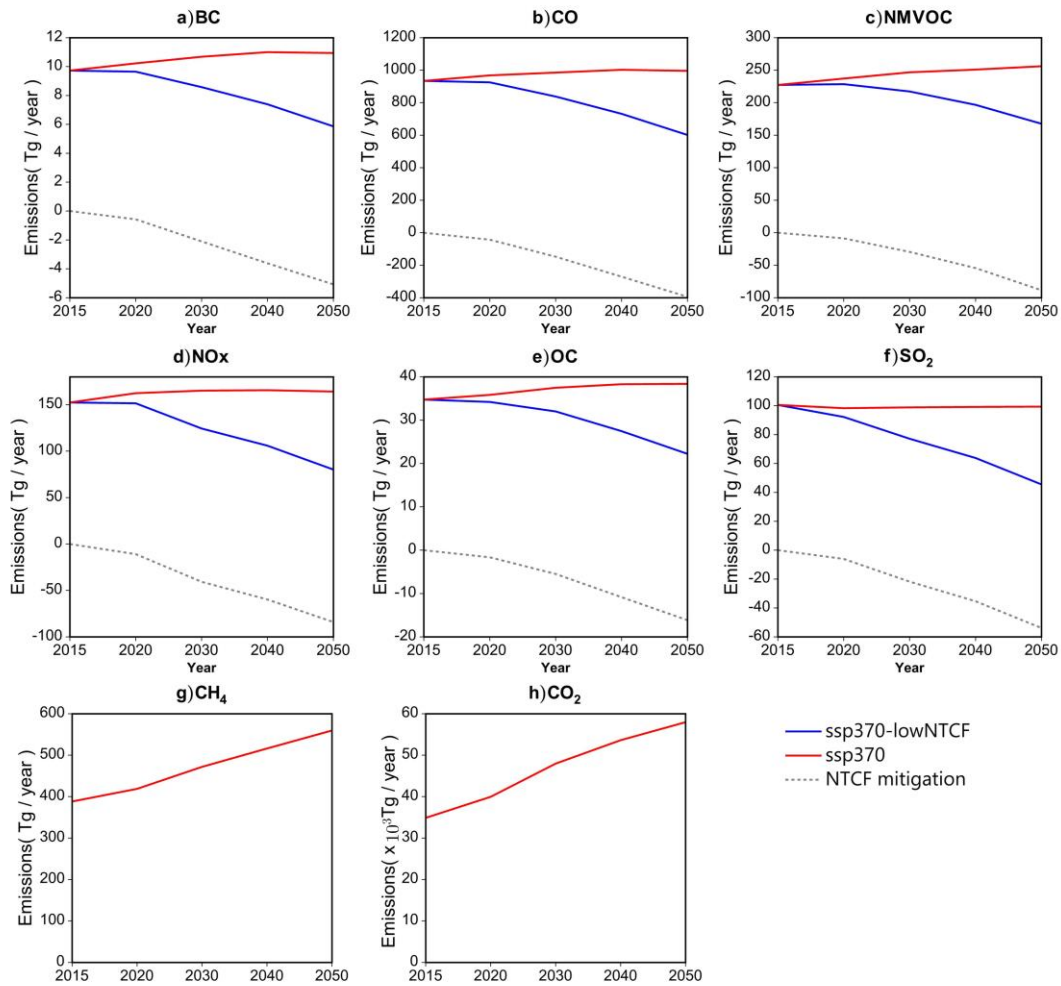 a)BC
Emissions( Tg / year )
12
10
8
6
4
2
0
-2
-4
-6
2015 2020 2030 2040 2050
Year
b)CO
Emissions( Tg / year )
1200
1000
800
600
400
200
0
-200
-400
2015 2020 2030 2040 2050
Year
c)NMVOC
Emissions( Tg / year )
300
250
200
150
100
50
0
-50
-100
2015 2020 2030 2040 2050
Year
d)NOx
Emissions( Tg / year )
150
100
50
0
-50
-100
2015 2020 2030 2040 2050
Year
e)OC
Emissions( Tg / year )
40
30
20
10
0
-10
-20
2015 2020 2030 2040 2050
Year
f)SO₂
Emissions( Tg / year )
120
100
80
60
40
20
0
-20
-40
-60
2015 2020 2030 2040 2050
Year
g)CH₄
Emissions( Tg / year )
600
500
400
300
200
100
0
2015 2020 2030 2040 2050
h)CO₂
Emissions( x 10³Tg / year )
60
50
40
30
20
10
0
2015 2020 2030 2040 2050
ssp370-lowNTCF
ssp370
NTCF mitigation